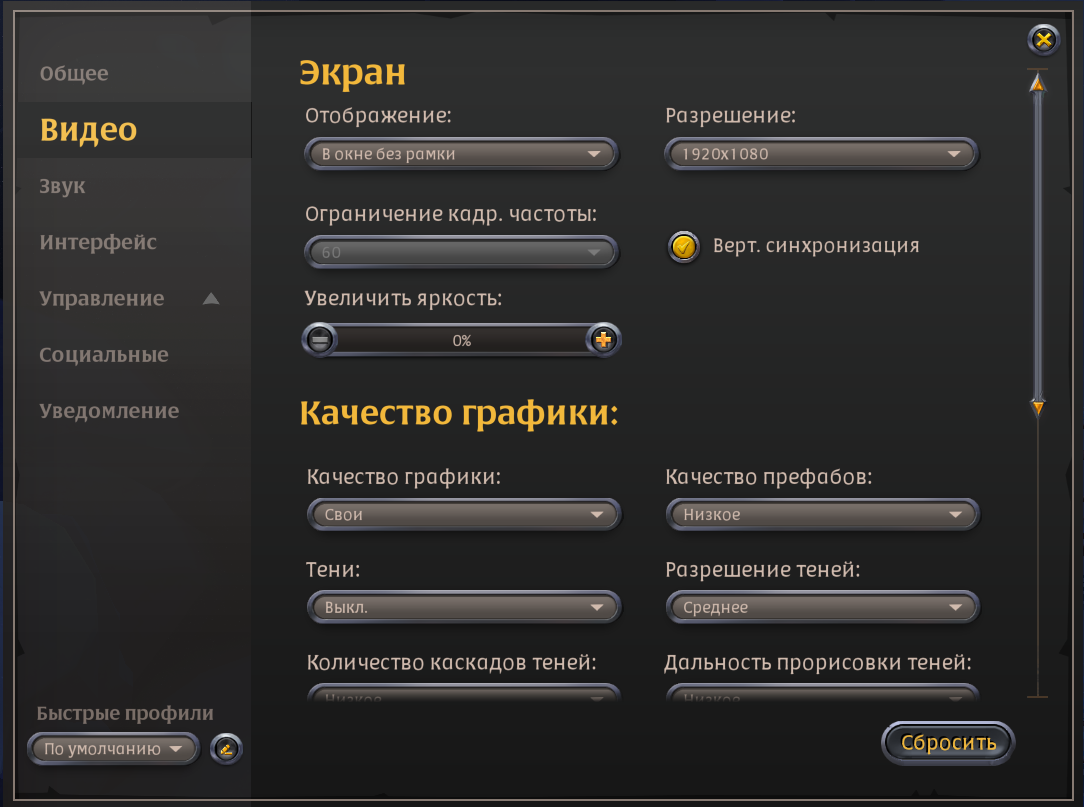 Общее
Видео
Звук
Интерфейс
Управление
Социальные
Уведомление
Быстрые профили
По умолчанию
Экран
Отображение:
Разрешение:
В окне без рамки
1920x1080
Ограничение кадр. частоты:
60
Верт. синхронизация
Увеличить яркость:
0%
Качество графики:
Качество графики:
Качество префабов:
Свои
Низкое
Тени:
Разрешение теней:
Выкл.
Среднее
Количество каскадов теней:
Дальность прорисовки теней:
Низкое
Низкое
Сбросить